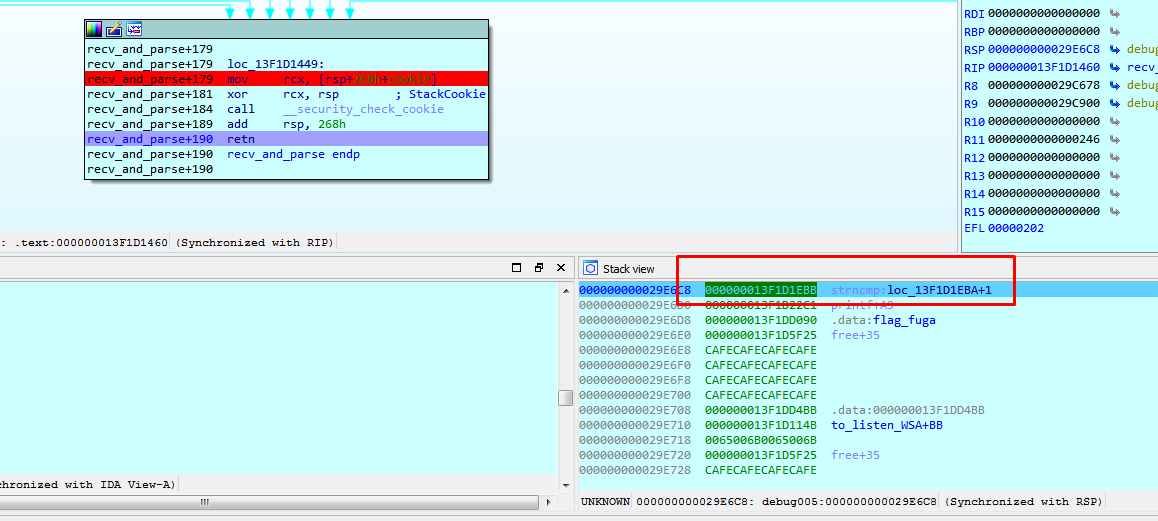 recv_and_parse+179
recv_and_parse+179 loc_13F1D1449:
recv_and_parse+179 mov rcx, [rsp+268h+cookie]
recv_and_parse+181 xor rcx, rsp ; StackCookie
recv_and_parse+184 call __security_check_cookie
recv_and_parse+189 add rsp, 268h
recv_and_parse+190 retn
recv_and_parse+190 recv_and_parse endp
recv_and_parse+190
RDI 0000000000000000
RBP 0000000000000000
RSP 000000000029E6C8 debug
RIP 000000013F1D1460 recv_
R8 000000000029C678 debug
R9 000000000029C900 debug
R10 0000000000000000
R11 0000000000000246
R12 0000000000000000
R13 0000000000000000
R14 0000000000000000
R15 0000000000000000
EFL 00000202
: .text:000000013F1D1460 (Synchronized with RIP)
Stack view
000000000029E6C8 000000013F1D1EBB strncmp:loc_13F1D1EBA+1
000000013F1D22C1 printf+A9
000000000029E6D8 000000013F1DD090 .data:flag_fuga
000000000029E6E0 000000013F1D5F25 free+35
000000000029E6E8 CAFECAFECAFECAFE
000000000029E6F0 CAFECAFECAFECAFE
000000000029E6F8 CAFECAFECAFECAFE
000000000029E700 CAFECAFECAFECAFE
000000000029E708 000000013F1DD4BB .data:000000013F1DD4BB
000000000029E710 000000013F1D114B to_listen_WSA+BB
000000000029E718 0065006B0065006B
000000000029E720 000000013F1D5F25 free+35
000000000029E728 CAFECAFECAFECAFE
chronized with IDA View-A)
UNKNOWN 000000000029E6C8: debug005:000000000029E6C8 (Synchronized with RSP)